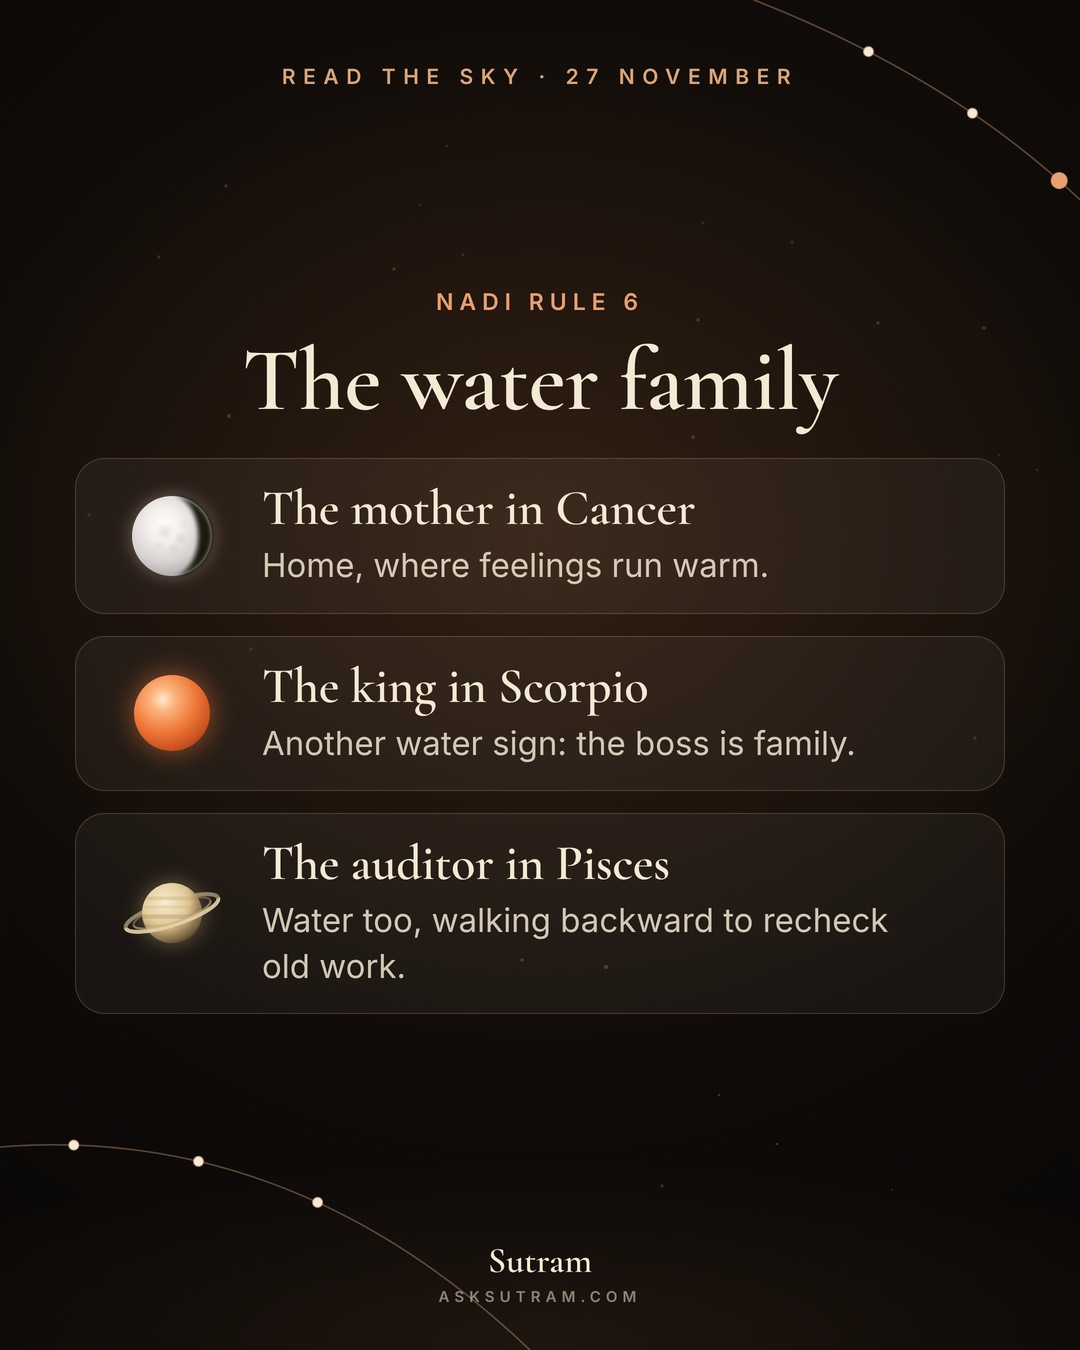 READ THE SKY · 27 NOVEMBER
NADI RULE 6
The water family
The mother in Cancer
Home, where feelings run warm.
The king in Scorpio
Another water sign: the boss is family.
The auditor in Pisces
Water too, walking backward to recheck
old work.
Sutram
ASKSUTRAM.COM